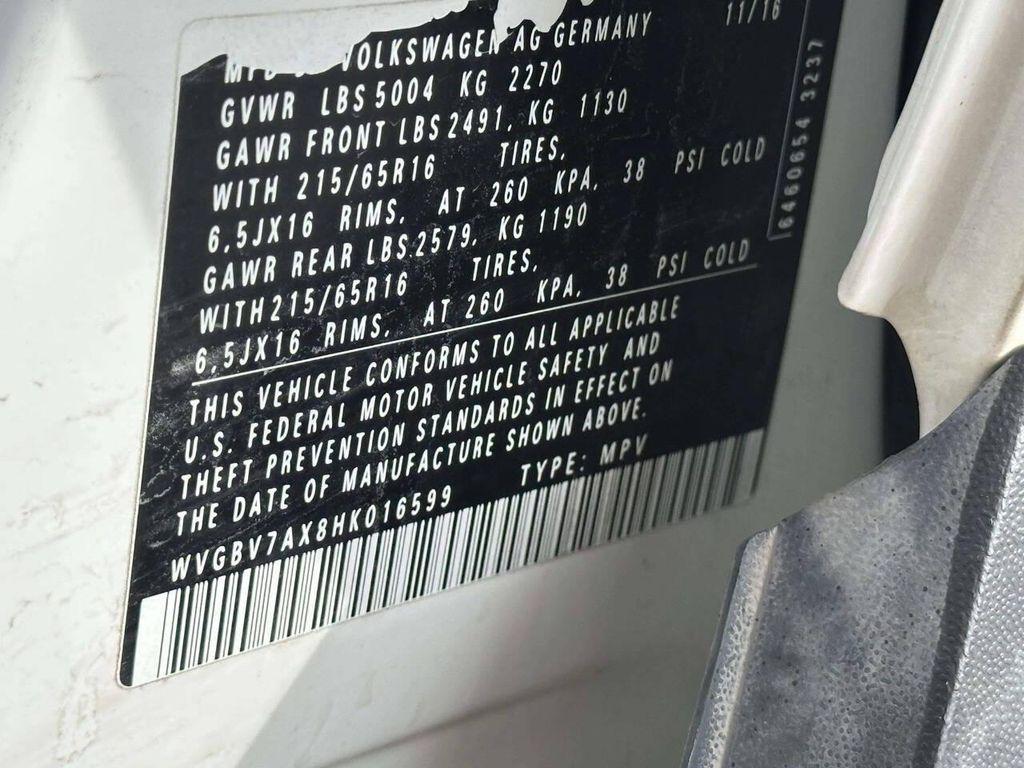 VOLKSWAGEN AG GERMANY 11/16
GVWR LBS 5004 KG 2270
GAWR FRONT LBS 2491, KG 1130
WITH 215/65R16 TIRES,
6,5JX16 RIMS, AT 260 KPA, 38 PSI COLD
GAWR REAR LBS 2579, KG 1190
WITH 215/65R16 TIRES,
6,5JX16 RIMS, AT 260 KPA, 38 PSI COLD
THIS VEHICLE CONFORMS TO ALL APPLICABLE
U.S. FEDERAL MOTOR VEHICLE SAFETY AND
THEFT PREVENTION STANDARDS IN EFFECT ON
THE DATE OF MANUFACTURE SHOWN ABOVE.
WVGBV7AX8HK016599 TYPE: MPV
6460654 3237